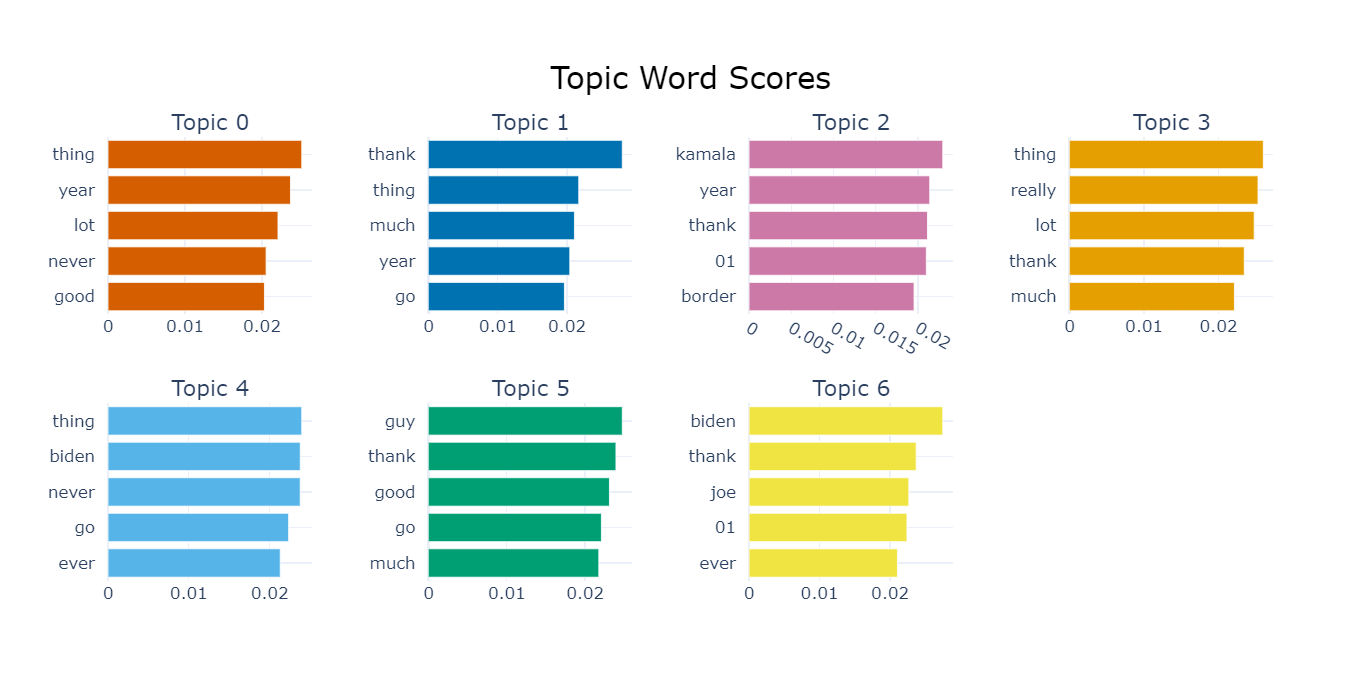 Topic Word Scores
Topic 0
thing
year
lot
never
good
0 0.01 0.02
Topic 1
thank
thing
much
year
go
0 0.01 0.02
Topic 2
kamala
year
thank
01
border
0 0.005 0.01 0.015 0.02
Topic 3
thing
really
lot
thank
much
0 0.01 0.02
Topic 4
thing
biden
never
go
ever
0 0.01 0.02
Topic 5
guy
thank
good
go
much
0 0.01 0.02
Topic 6
biden
thank
joe
01
ever
0 0.01 0.02